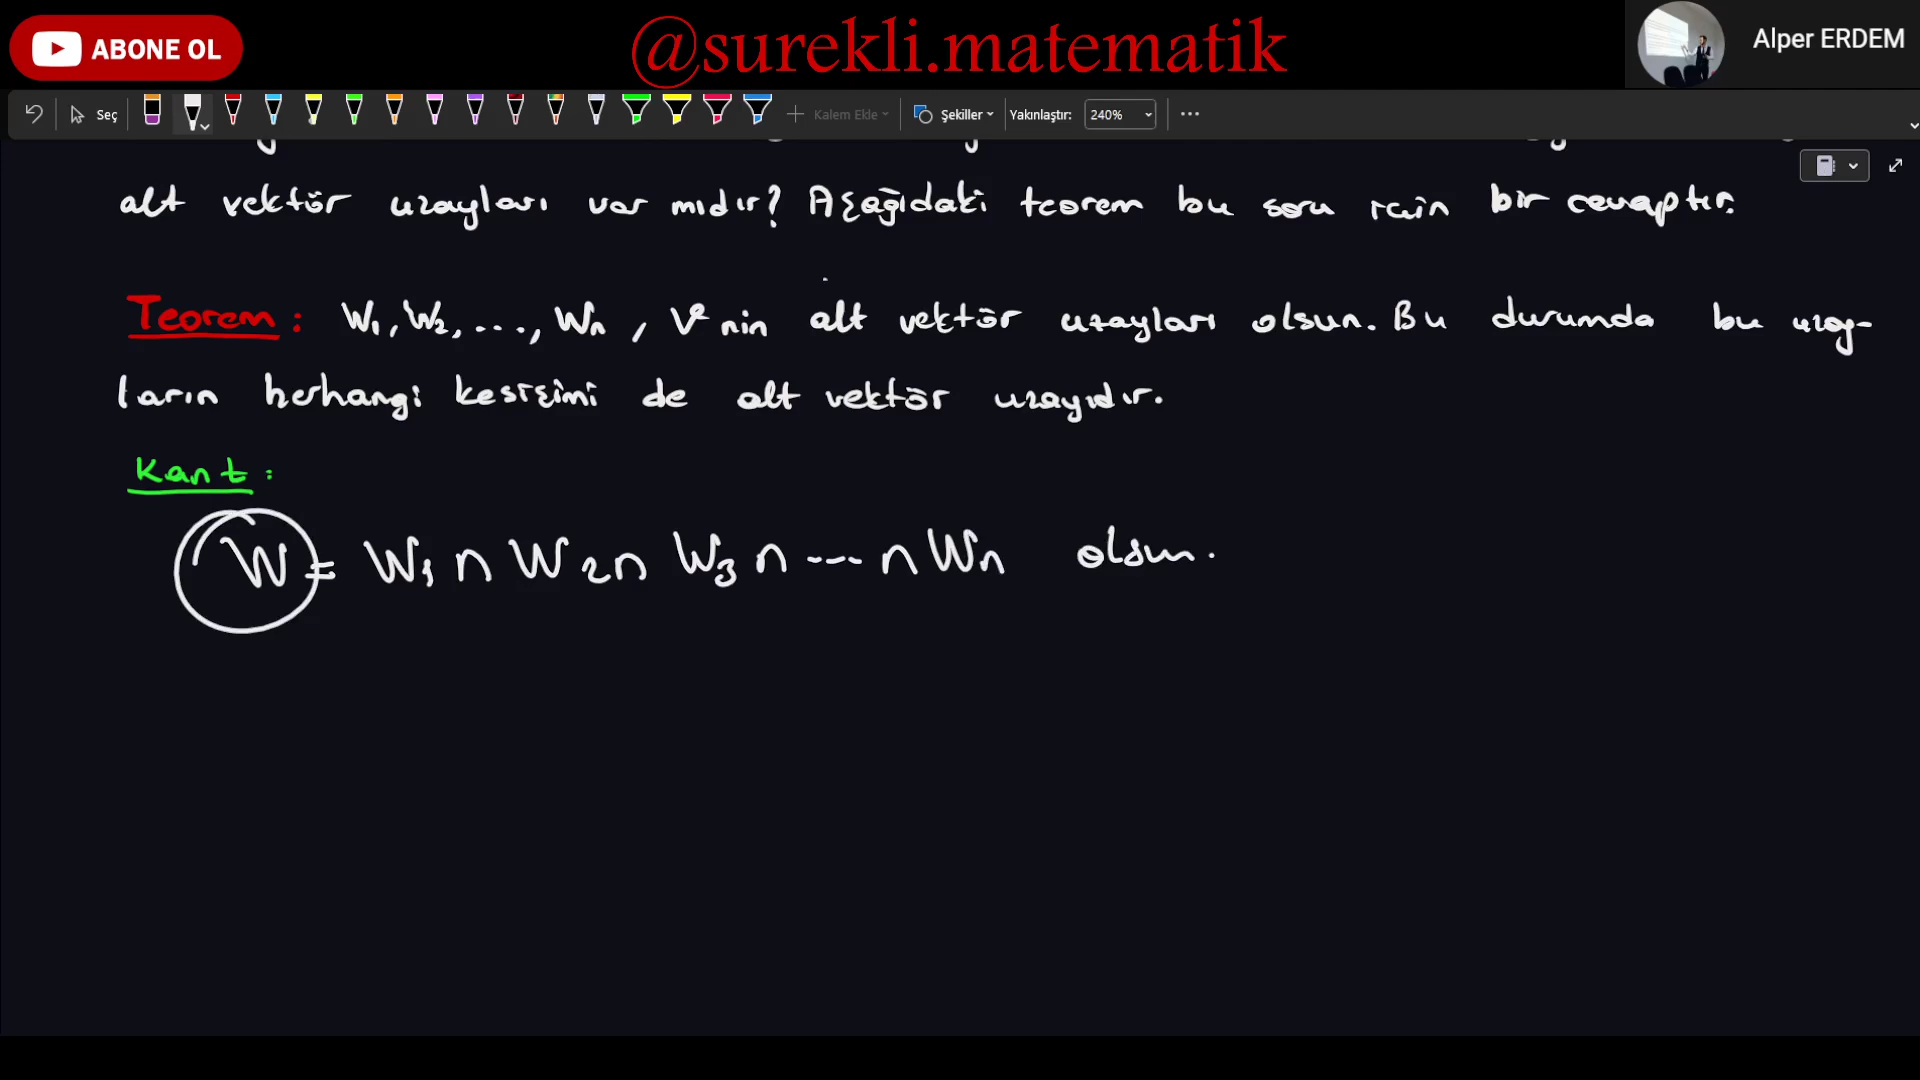 ABONE OL
@surekli.matematik
Alper ERDEM
Seç
Kalem Ekle
Şekiller
Yakınlaştır:
240%
alt vektör uzayları var mıdır? Aşağıdaki teorem bu soru için bir cevaptır.
Teorem: W₁, W₂, ..., Wₙ, V nin alt vektör uzayları olsun. Bu durumda bu uzay-
ların herhangi kesişimi de alt vektör uzayıdır.
Kanıt:
W = W₁ ∩ W₂ ∩ W₃ ∩ ... ∩ Wₙ olsun.